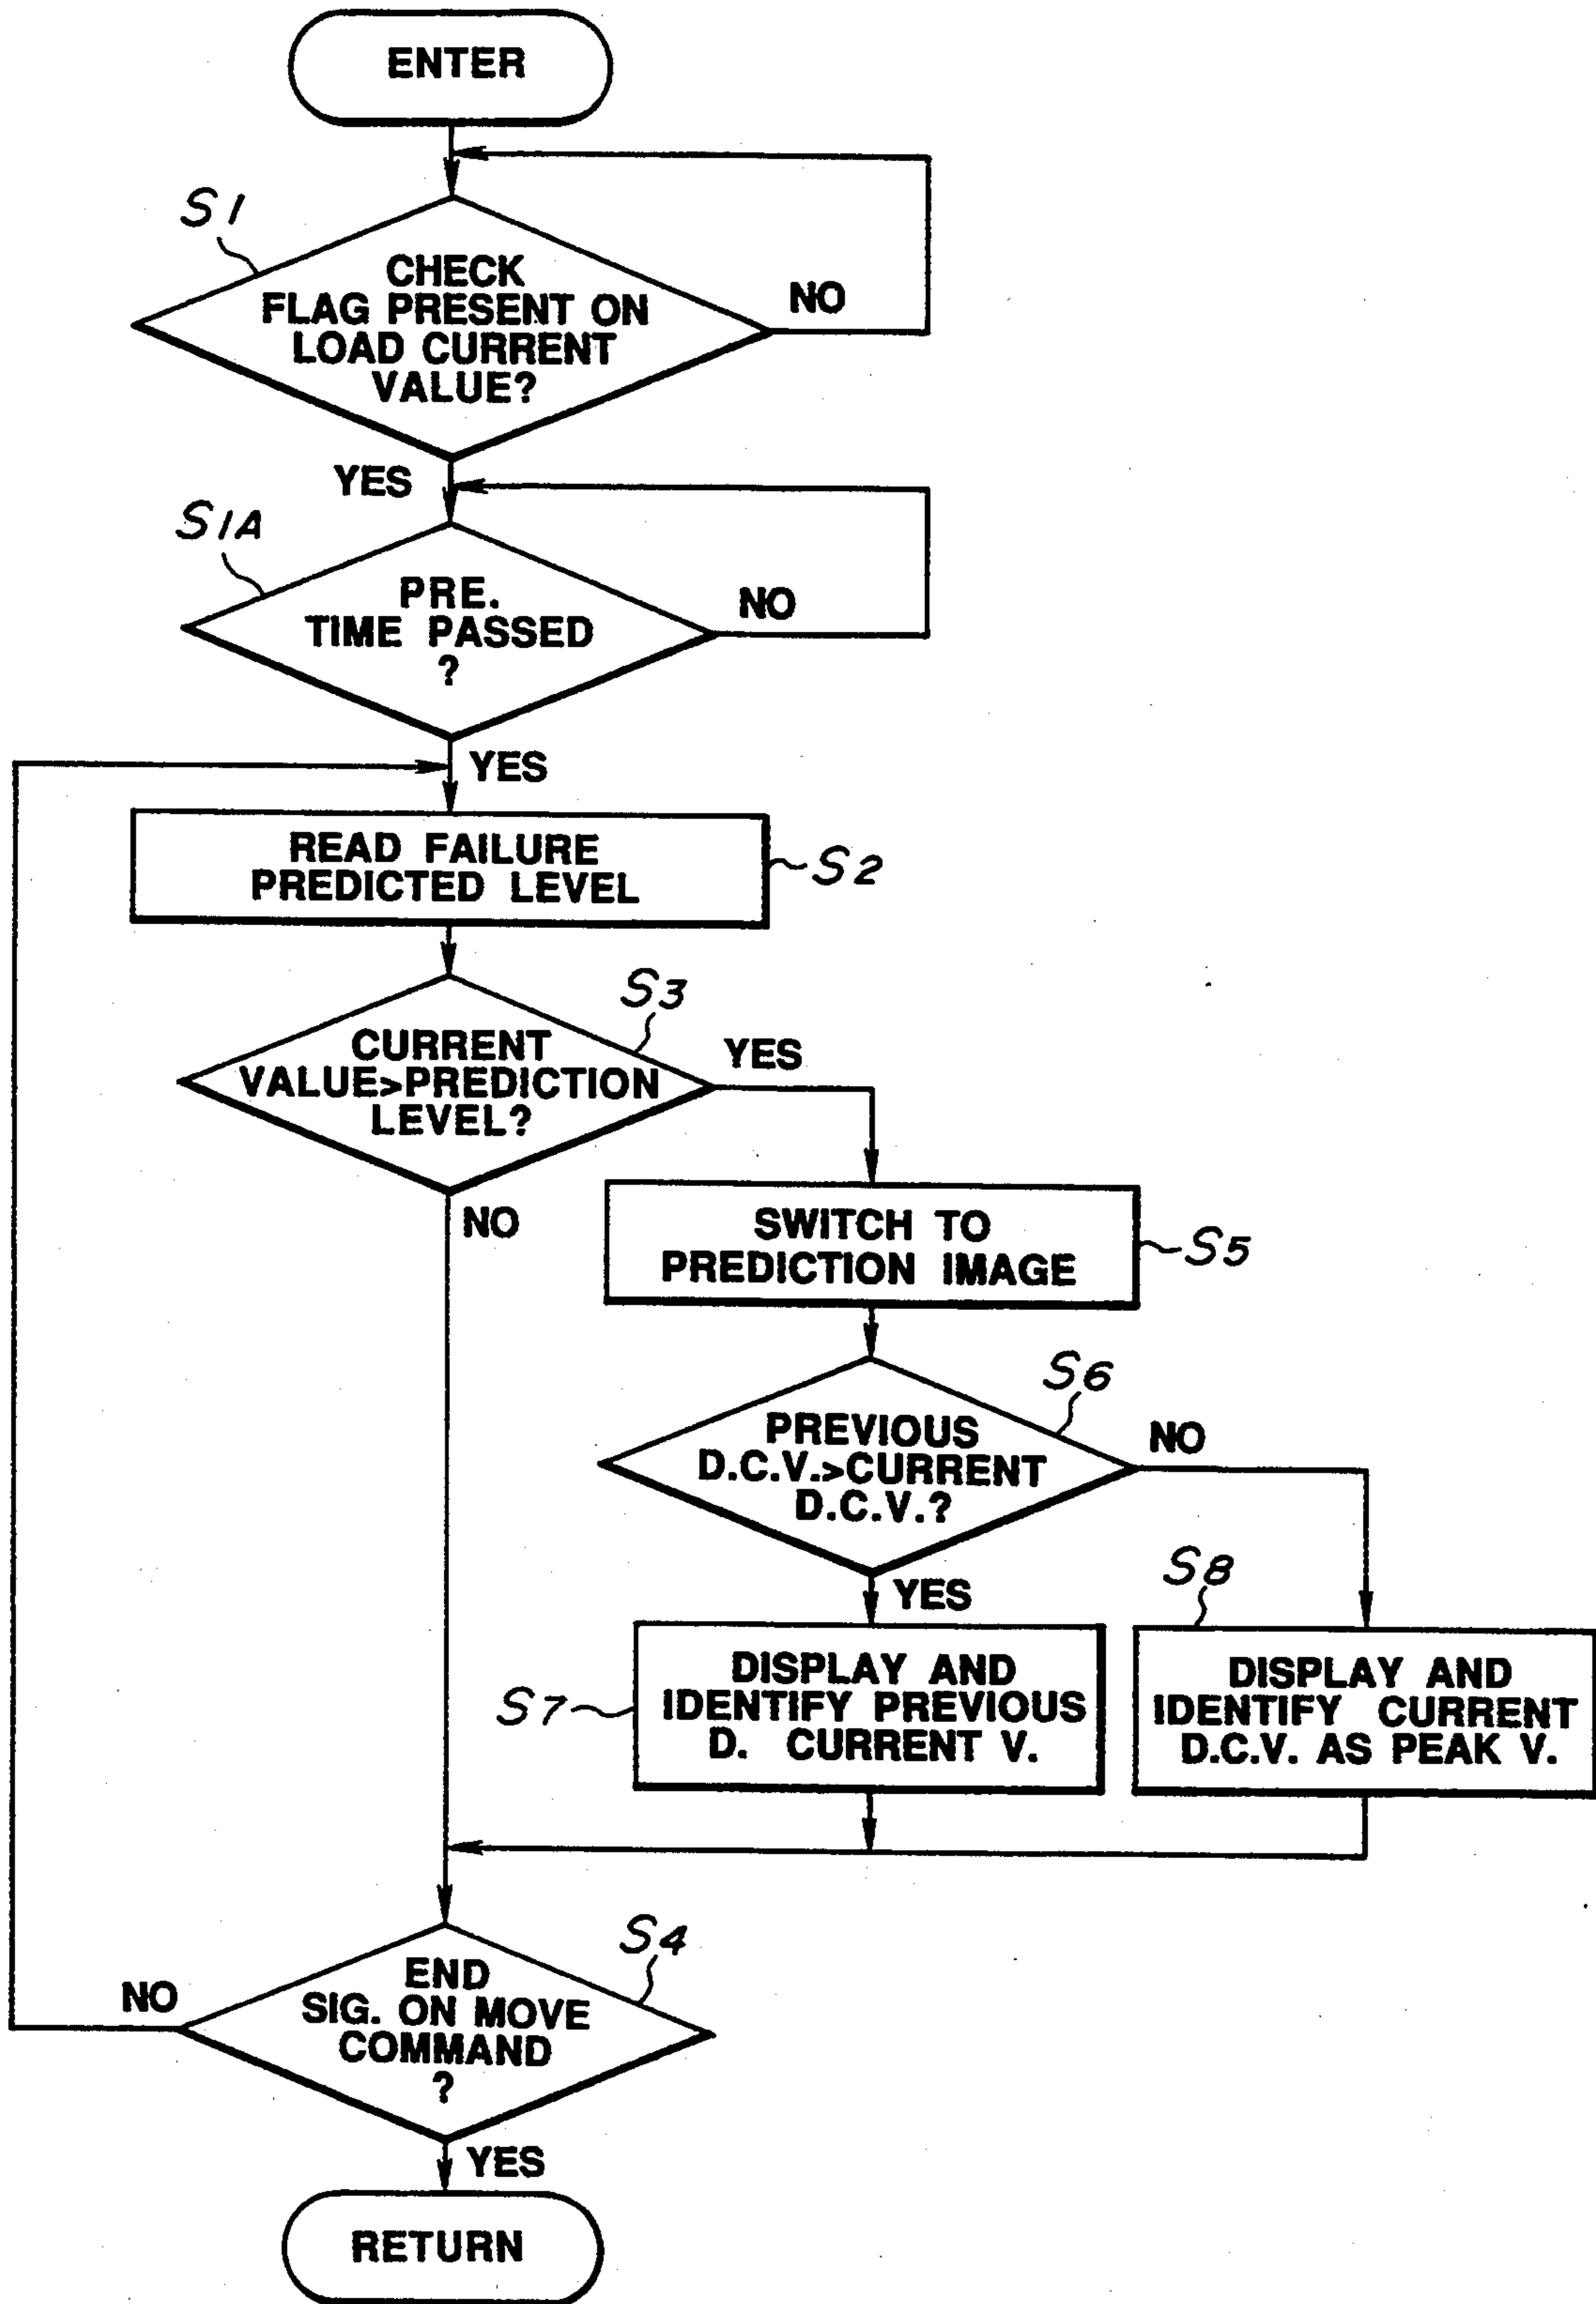 ENTER
S1
CHECK
FLAG PRESENT ON
LOAD CURRENT
VALUE?
NO
YES
S1A
PRE.
TIME PASSED
?
NO
YES
READ FAILURE
PREDICTED LEVEL
S2
S3
CURRENT
VALUE>PREDICTION
LEVEL?
YES
NO
SWITCH TO
PREDICTION IMAGE
S5
S6
PREVIOUS
D.C.V.>CURRENT
D.C.V.?
NO
YES
S7
DISPLAY AND
IDENTIFY PREVIOUS
D. CURRENT V.
S8
DISPLAY AND
IDENTIFY CURRENT
D.C.V. AS PEAK V.
S4
END
SIG. ON MOVE
COMMAND
?
NO
YES
RETURN